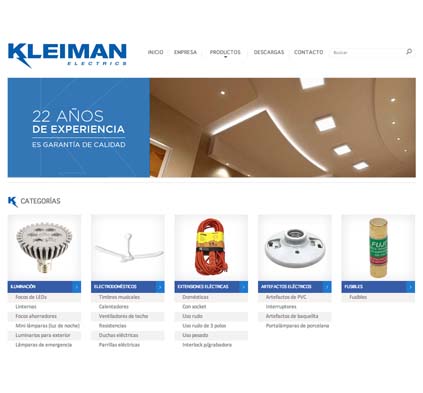 KLEIMAN
ELECTRICS
INICIO EMPRESA PRODUCTOS DESCARGAS CONTACTO Buscar
22 AÑOS
DE EXPERIENCIA
ES GARANTÍA DE CALIDAD
CATEGORÍAS
FUJI
ILUMINACIÓN
Focos de LEDs
Linternas
Focos ahorradores
Mini lámparas (luz de noche)
Luminarios para exterior
Lámparas de emergencia
ELECTRODOMÉSTICOS
Timbres musicales
Calentadores
Ventiladores de techo
Resistencias
Duchas eléctricas
Parrillas eléctricas
EXTENSIONES ELÉCTRICAS
Domésticas
Con socket
Uso rudo
Uso rudo de 3 polos
Uso pesado
Interlock p/grabadora
ARTEFACTOS ELÉCTRICOS
Artefactos de PVC
Interruptores
Artefactos de baquelita
Portalámparas de porcelana
FUSIBLES
Fusibles